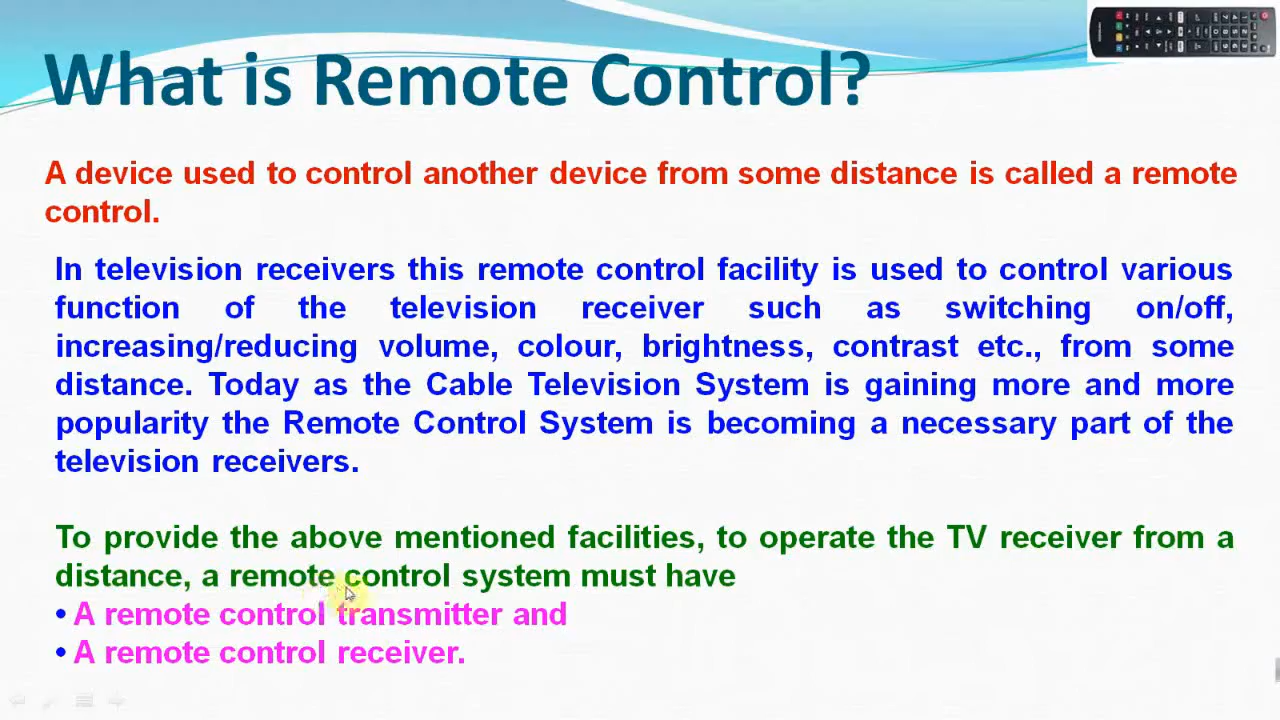 What is Remote Control?
A device used to control another device from some distance is called a remote
control.
In television receivers this remote control facility is used to control various
function of the television receiver such as switching on/off,
increasing/reducing volume, colour, brightness, contrast etc., from some
distance. Today as the Cable Television System is gaining more and more
popularity the Remote Control System is becoming a necessary part of the
television receivers.
To provide the above mentioned facilities, to operate the TV receiver from a
distance, a remote control system must have
• A remote control transmitter and
• A remote control receiver.